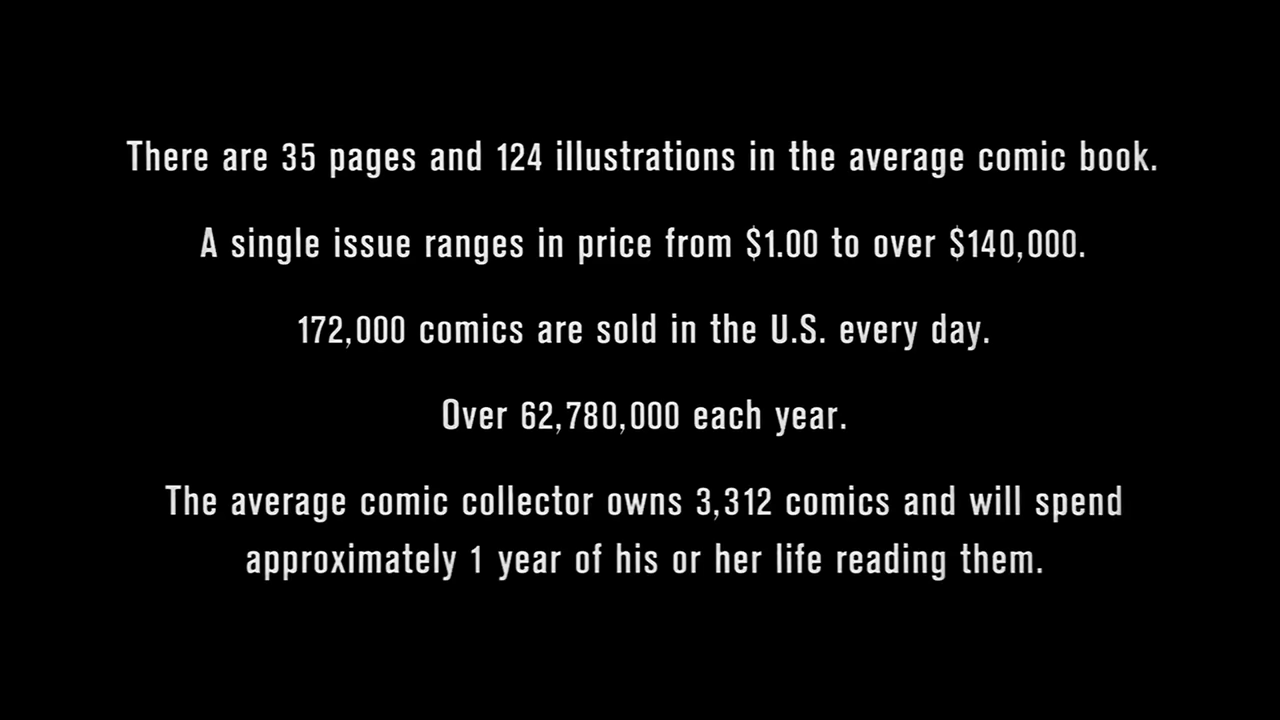 There are 35 pages and 124 illustrations in the average comic book.
A single issue ranges in price from $1.00 to over $140,000.
172,000 comics are sold in the U.S. every day.
Over 62,780,000 each year.
The average comic collector owns 3,312 comics and will spend
approximately 1 year of his or her life reading them.